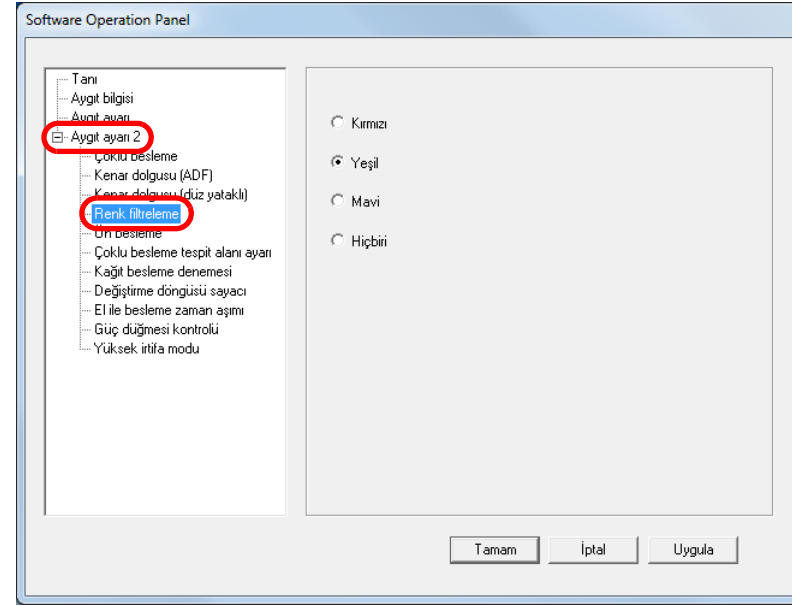 Software Operation Panel
Tanı
Aygıt bilgisi
Aygıt ayarı
Aygıt ayarı 2
Çoklu besleme
Kenar dolgusu (ADF)
Kenar dolgusu (düz yataklı)
Renk filtreleme
Ön besleme
Çoklu besleme tespit alanı ayarı
Kağıt besleme denemesi
Değiştirme döngüsü sayacı
El ile besleme zaman aşımı
Güç düğmesi kontrolü
Yüksek irtifa modu
Kırmızı
Yeşil
Mavi
Hiçbiri
Tamam
İptal
Uygula